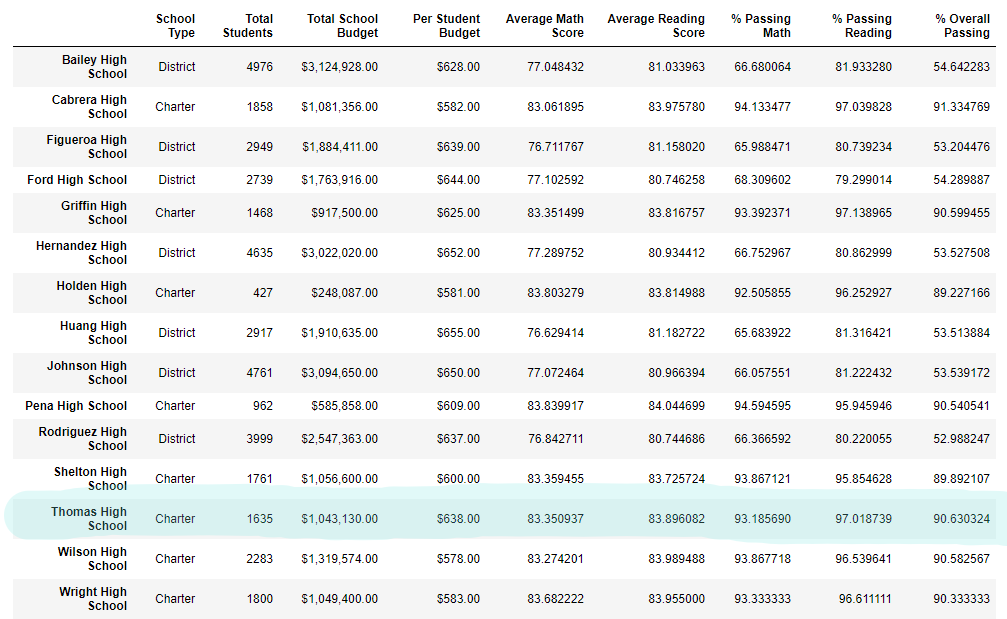 School Type Total Students Total School Budget Per Student Budget Average Math Score Average Reading Score % Passing Math % Passing Reading % Overall Passing
Bailey High School District 4976 $3,124,928.00 $628.00 77.048432 81.033963 66.680064 81.933280 54.642283
Cabrera High School Charter 1858 $1,081,356.00 $582.00 83.061895 83.975780 94.133477 97.039828 91.334769
Figueroa High School District 2949 $1,884,411.00 $639.00 76.711767 81.158020 65.988471 80.739234 53.204476
Ford High School District 2739 $1,763,916.00 $644.00 77.102592 80.746258 68.309602 79.299014 54.289887
Griffin High School Charter 1468 $917,500.00 $625.00 83.351499 83.816757 93.392371 97.138965 90.599455
Hernandez High School District 4635 $3,022,020.00 $652.00 77.289752 80.934412 66.752967 80.862999 53.527508
Holden High School Charter 427 $248,087.00 $581.00 83.803279 83.814988 92.505855 96.252927 89.227166
Huang High School District 2917 $1,910,635.00 $655.00 76.629414 81.182722 65.683922 81.316421 53.513884
Johnson High School District 4761 $3,094,650.00 $650.00 77.072464 80.966394 66.057551 81.222432 53.539172
Pena High School Charter 962 $585,858.00 $609.00 83.839917 84.044699 94.594595 95.945946 90.540541
Rodriguez High School District 3999 $2,547,363.00 $637.00 76.842711 80.744686 66.366592 80.220055 52.988247
Shelton High School Charter 1761 $1,056,600.00 $600.00 83.359455 83.725724 93.867121 95.854628 89.892107
Thomas High School Charter 1635 $1,043,130.00 $638.00 83.350937 83.896082 93.185690 97.018739 90.630324
Wilson High School Charter 2283 $1,319,574.00 $578.00 83.274201 83.989488 93.867718 96.539641 90.582567
Wright High School Charter 1800 $1,049,400.00 $583.00 83.682222 83.955000 93.333333 96.611111 90.333333